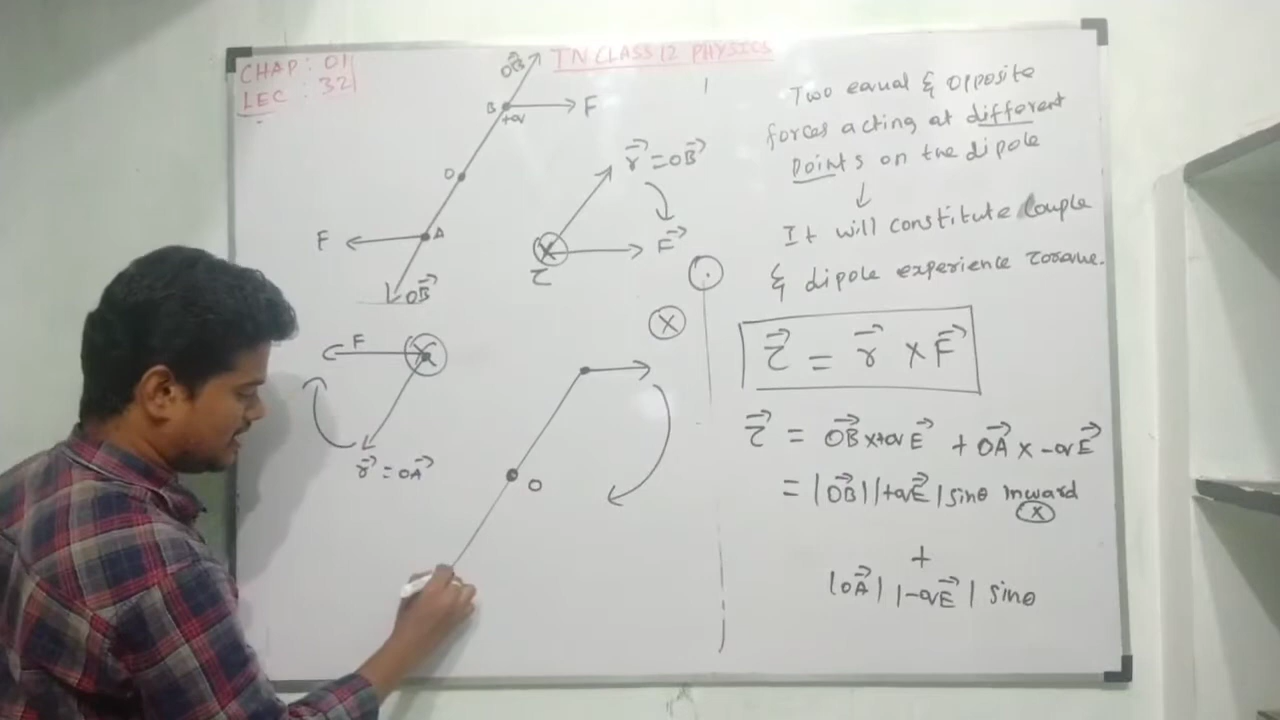 CHAP : 01
LEC : 32
TN CLASS 12 PHYSICS
OB
B
+q
F
O
F
A
OB
r = OB
F
τ
X
X
F
r = OA
O
Two equal & opposite
forces acting at different
points on the dipole
↓
It will constitute Couple
& dipole experience torque.
τ = r × F
τ = OB × +qE + OA × -qE
= |OB| |+qE| sinθ inward
X
+
|OA| |-qE| sinθ